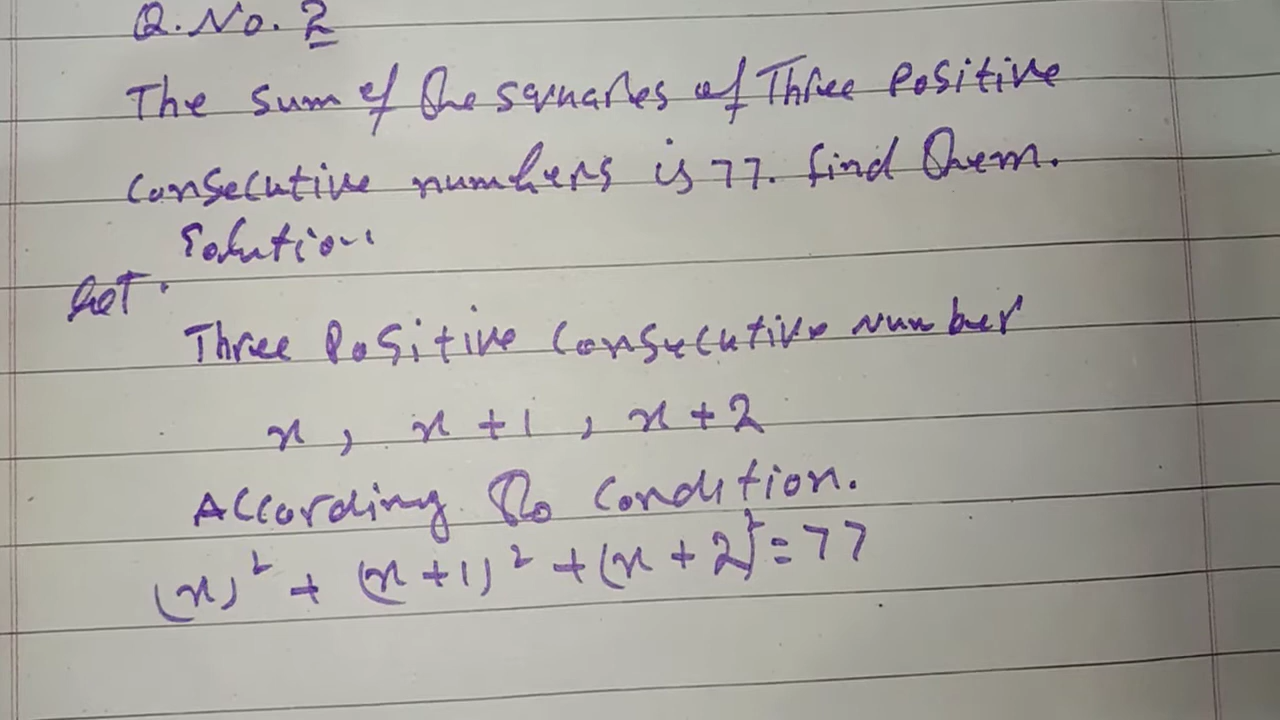 Q.No. 2
The sum of the squares of Three Positive
Consecutive numbers is 77. find them.
Solution
Let.
Three Positive Consecutive Number
x, x+1, x+2
According to Condition.
(x)² + (x+1)² + (x+2)² = 77